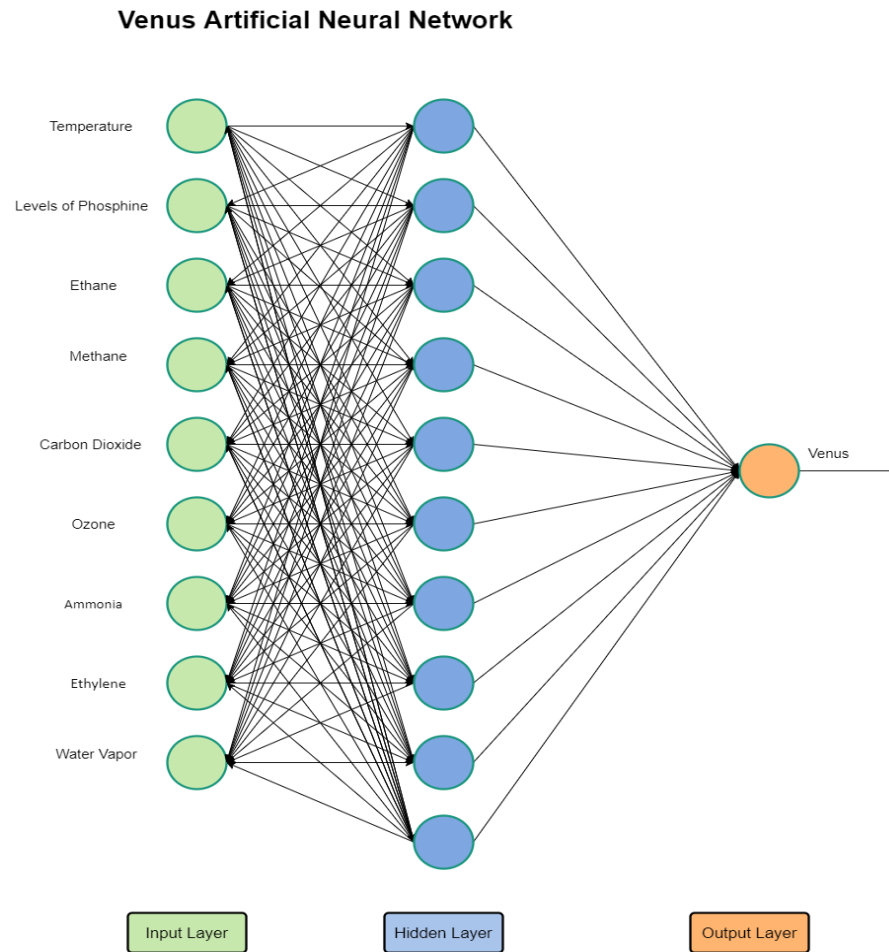 Venus Artificial Neural Network
Temperature
Levels of Phosphine
Ethane
Methane
Carbon Dioxide
Venus
Ozone
Ammonia
Ethylene
Water Vapor
Input Layer
Hidden Layer
Output Layer